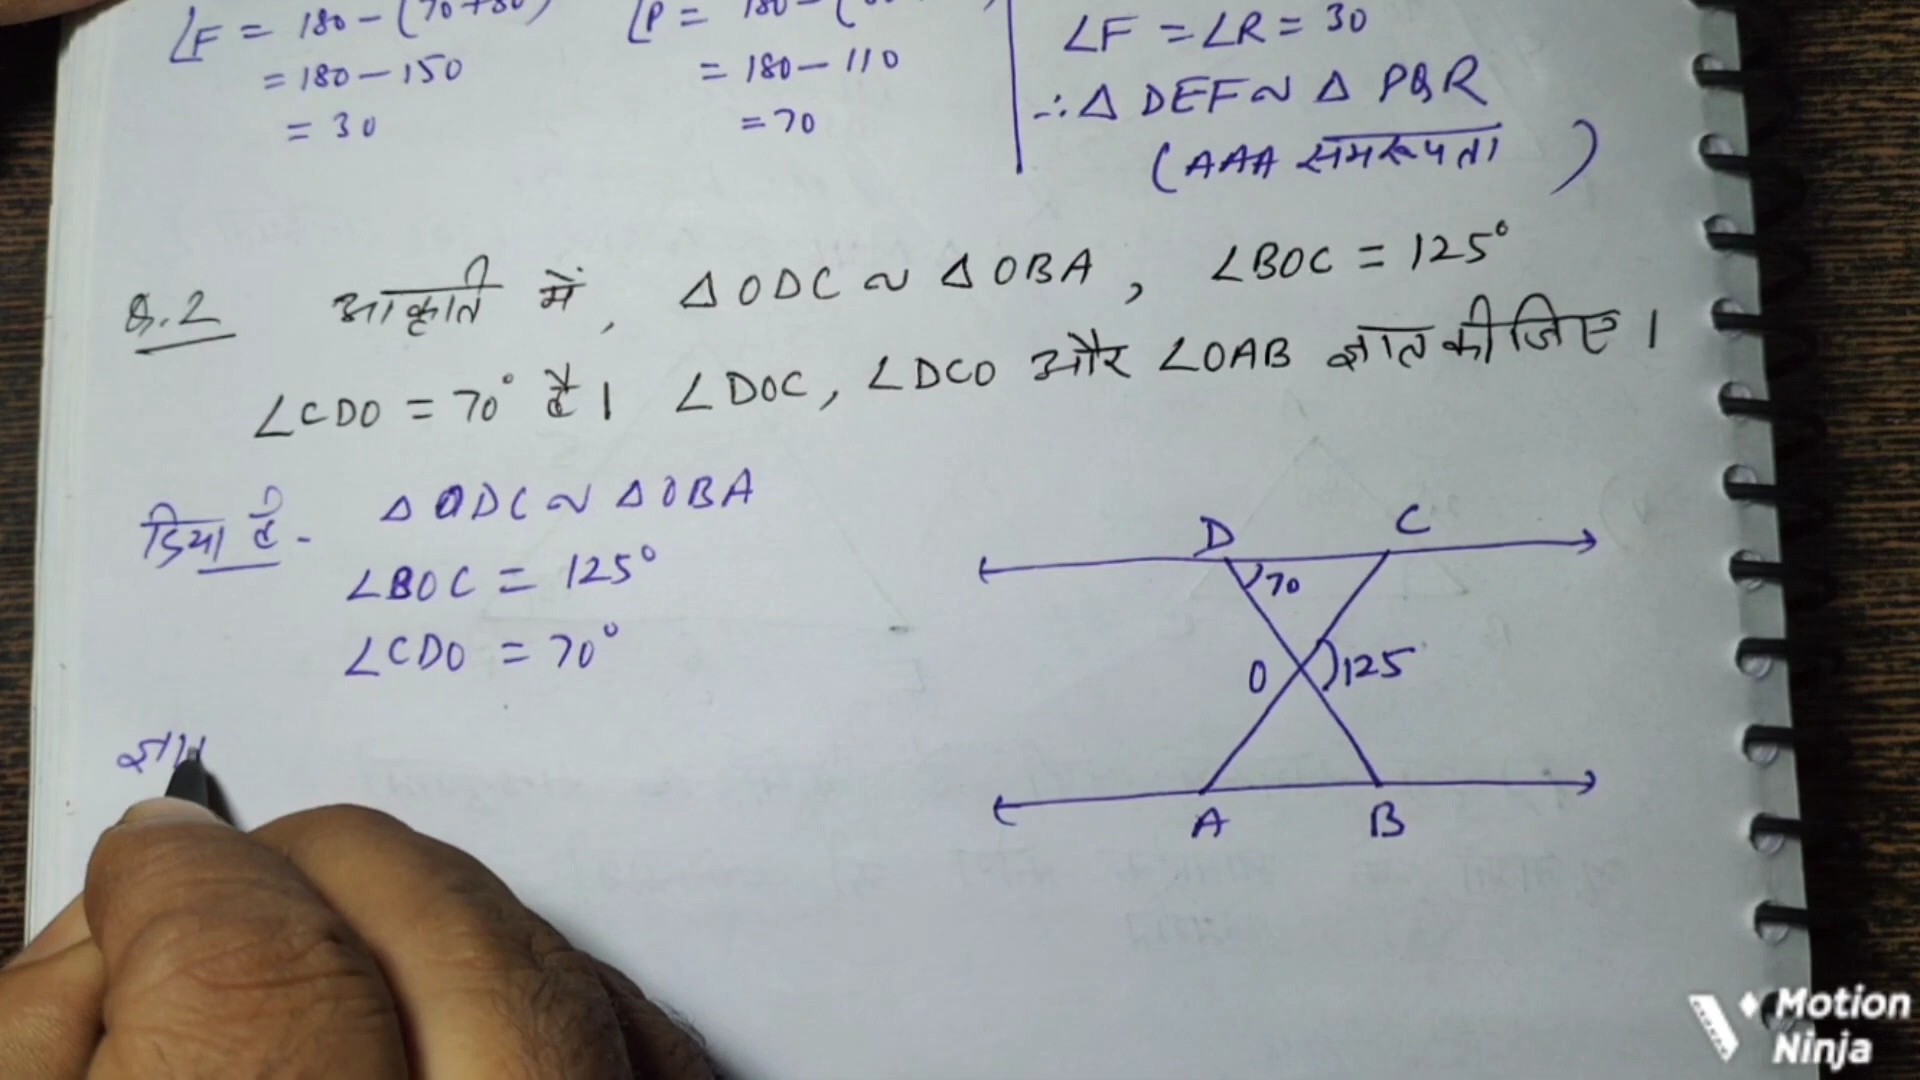 ∠F = 180 – (70+80)
= 180 – 150
= 30
∠P = 180 –
= 180 – 110
= 70
∠F = ∠R = 30
∴ Δ DEF ~ Δ PQR
(AAA समरूपता )
Q.2 आकृति में, Δ ODC ~ Δ OBA, ∠BOC = 125°
∠CDO = 70° है। ∠DOC, ∠DCO और ∠OAB ज्ञात कीजिए।
दिया है - Δ ODC ~ Δ OBA
∠BOC = 125°
∠CDO = 70°
D C
70
O 125
A B
Motion
Ninja